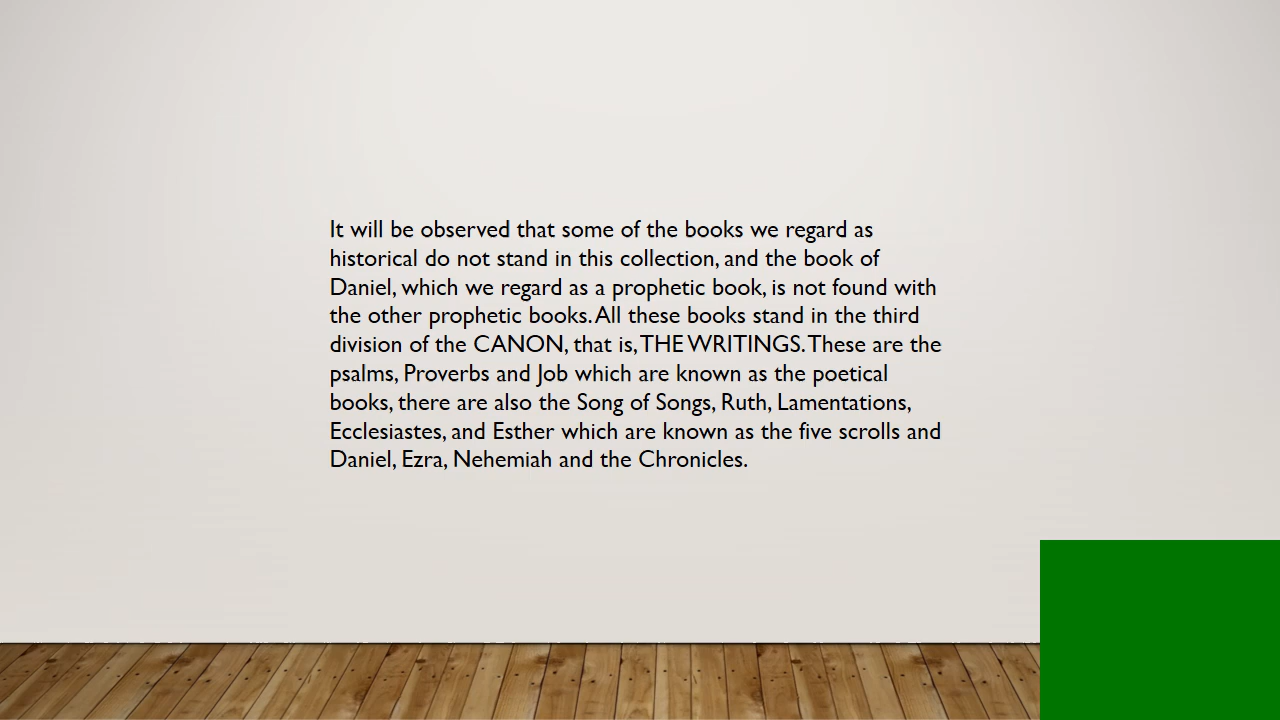 It will be observed that some of the books we regard as
historical do not stand in this collection, and the book of
Daniel, which we regard as a prophetic book, is not found with
the other prophetic books. All these books stand in the third
division of the CANON, that is, THE WRITINGS. These are the
psalms, Proverbs and Job which are known as the poetical
books, there are also the Song of Songs, Ruth, Lamentations,
Ecclesiastes, and Esther which are known as the five scrolls and
Daniel, Ezra, Nehemiah and the Chronicles.